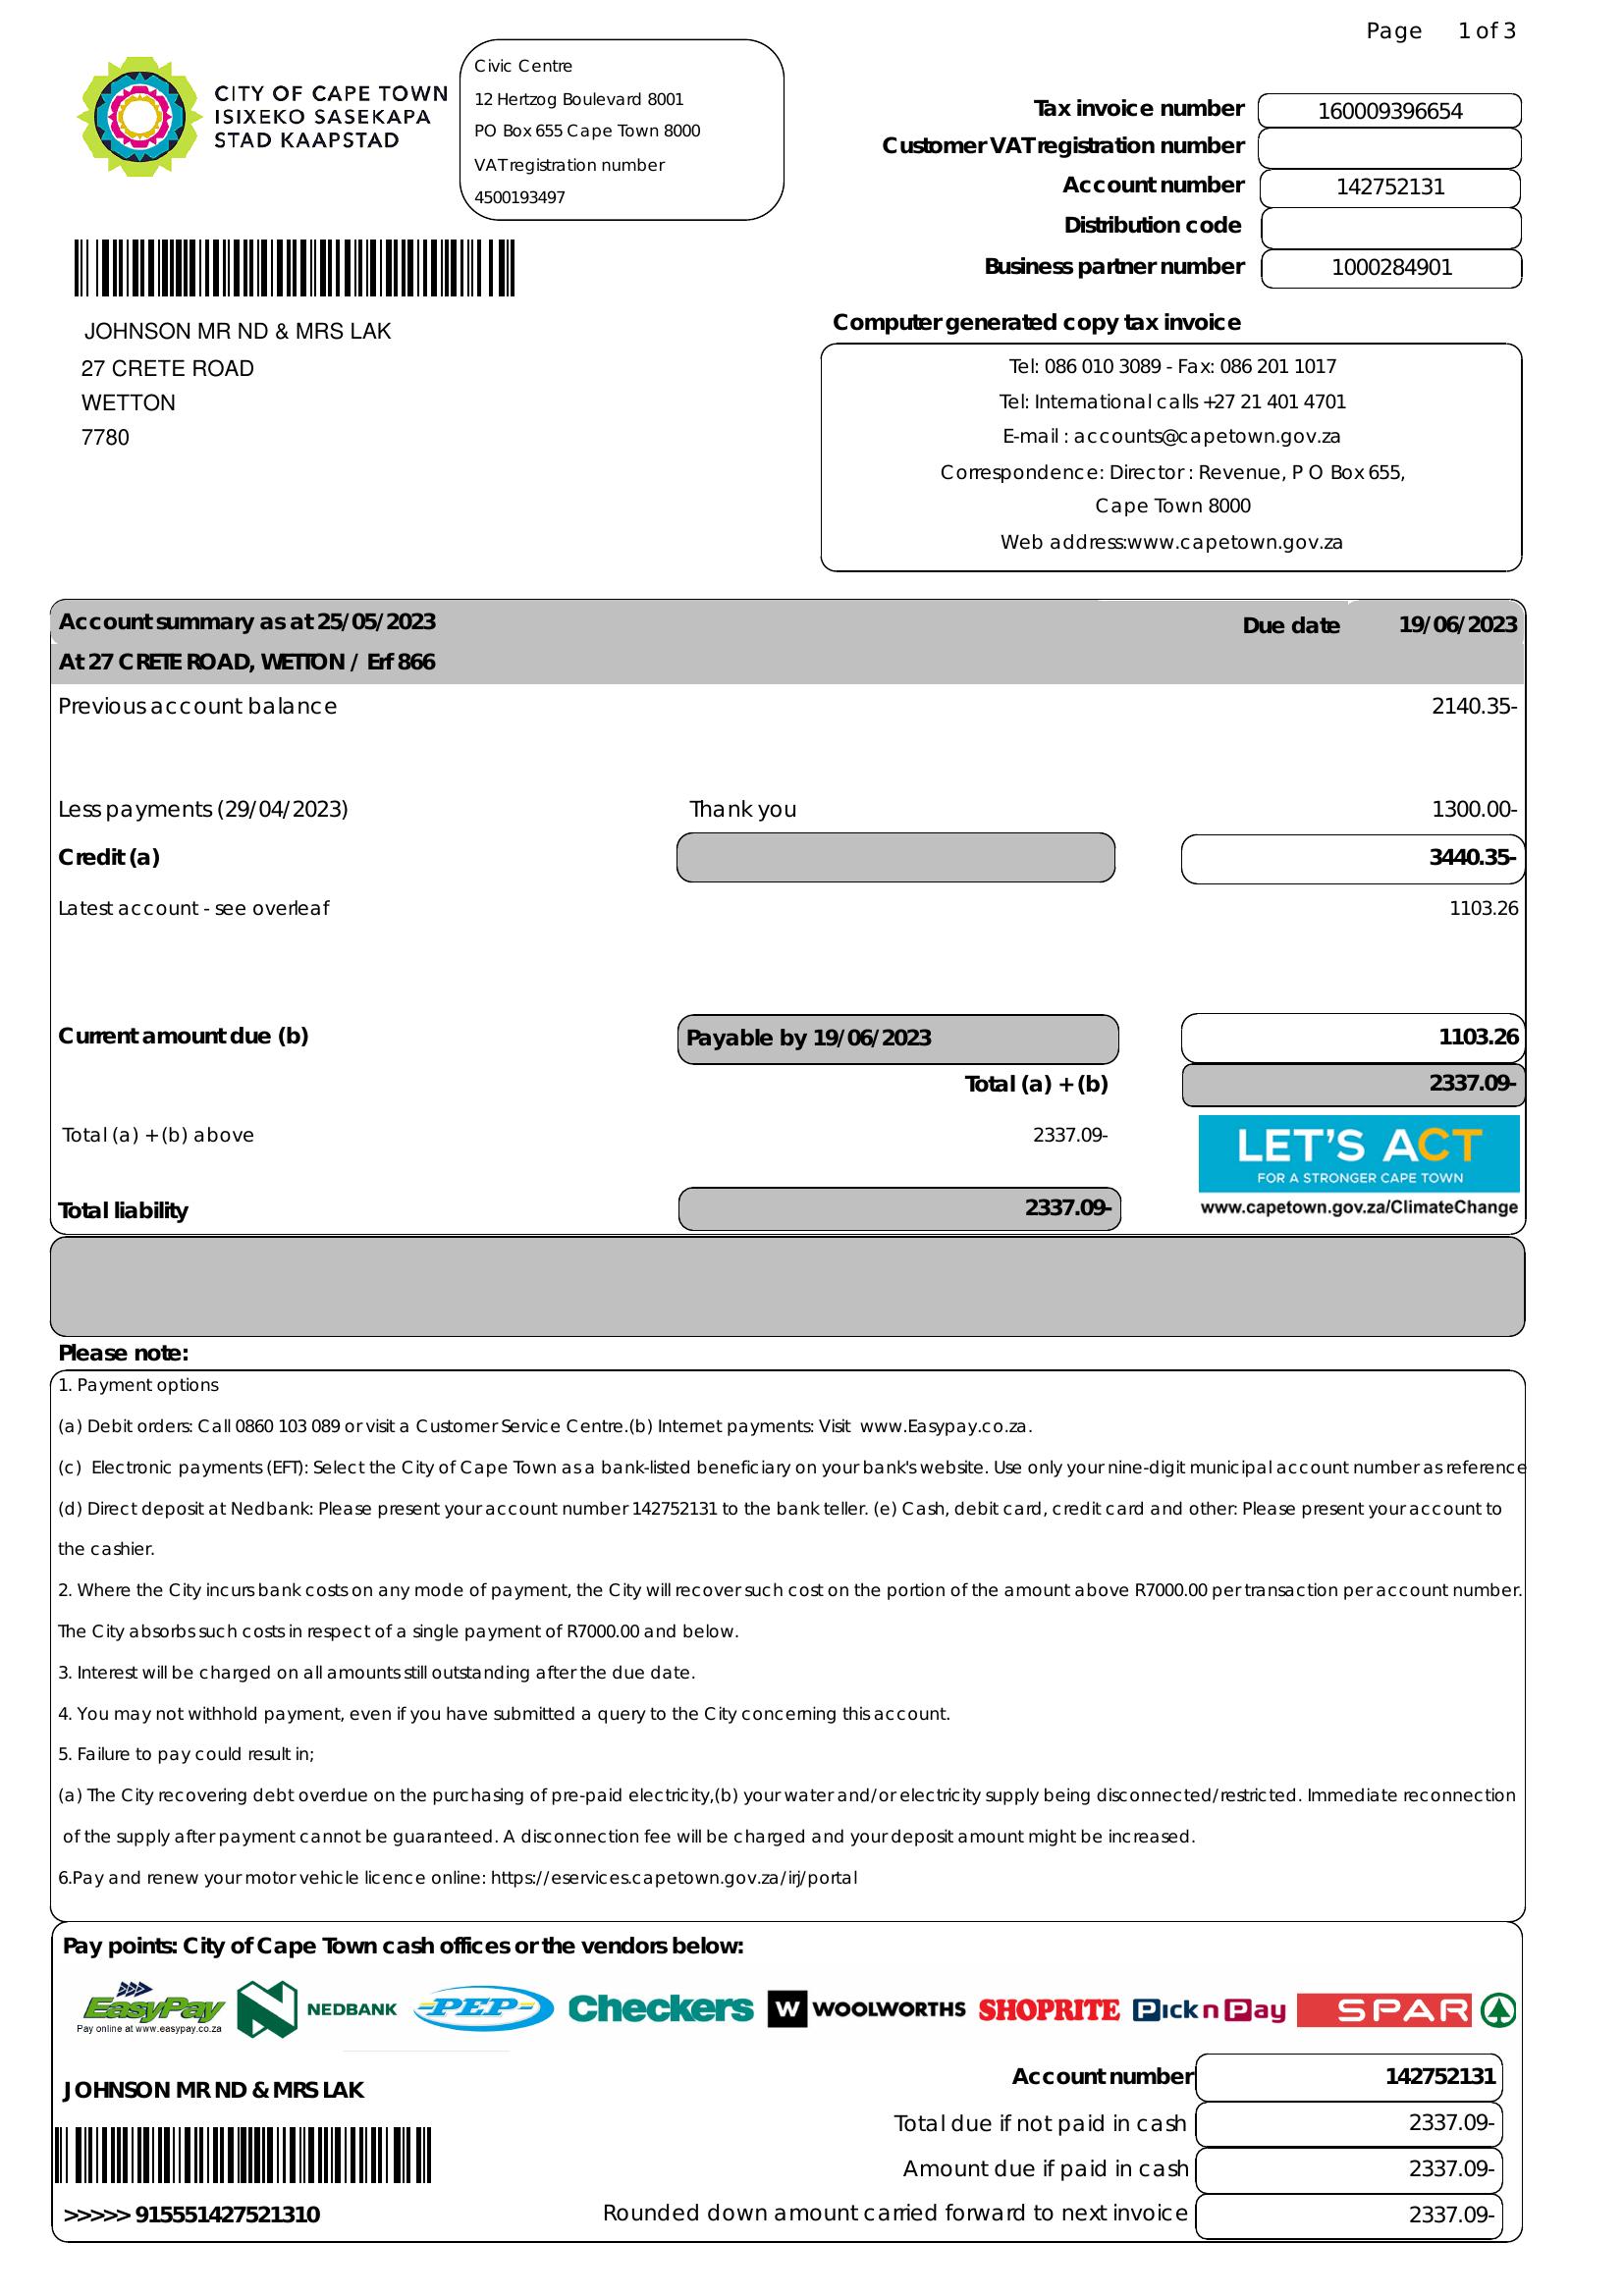 Page 1 of 3
CITY OF CAPE TOWN
ISIXEKO SASEKAPA
STAD KAAPSTAD
Civic Centre
12 Hertzog Boulevard 8001
PO Box 655 Cape Town 8000
VAT registration number
4500193497
Tax invoice number 160009396654
Customer VAT registration number
Account number 142752131
Distribution code
Business partner number 1000284901
JOHNSON MR ND & MRS LAK
27 CRETE ROAD
WETTON
7780
Computer generated copy tax invoice
Tel: 086 010 3089 - Fax: 086 201 1017
Tel: International calls +27 21 401 4701
E-mail : accounts@capetown.gov.za
Correspondence: Director : Revenue, P O Box 655,
Cape Town 8000
Web address:www.capetown.gov.za
Account summary as at 25/05/2023 Due date 19/06/2023
At 27 CRETE ROAD, WETTON / Erf 866
Previous account balance 2140.35-
Less payments (29/04/2023) Thank you 1300.00-
Credit (a) 3440.35-
Latest account - see overleaf 1103.26
Current amount due (b) Payable by 19/06/2023 1103.26
Total (a) + (b) 2337.09-
Total (a) + (b) above 2337.09-
LET'S ACT
FOR A STRONGER CAPE TOWN
www.capetown.gov.za/ClimateChange
Total liability 2337.09-
Please note:
1. Payment options
(a) Debit orders: Call 0860 103 089 or visit a Customer Service Centre.(b) Internet payments: Visit www.Easypay.co.za.
(c) Electronic payments (EFT): Select the City of Cape Town as a bank-listed beneficiary on your bank's website. Use only your nine-digit municipal account number as reference
(d) Direct deposit at Nedbank: Please present your account number 142752131 to the bank teller. (e) Cash, debit card, credit card and other: Please present your account to
the cashier.
2. Where the City incurs bank costs on any mode of payment, the City will recover such cost on the portion of the amount above R7000.00 per transaction per account number.
The City absorbs such costs in respect of a single payment of R7000.00 and below.
3. Interest will be charged on all amounts still outstanding after the due date.
4. You may not withhold payment, even if you have submitted a query to the City concerning this account.
5. Failure to pay could result in;
(a) The City recovering debt overdue on the purchasing of pre-paid electricity,(b) your water and/or electricity supply being disconnected/restricted. Immediate reconnection
of the supply after payment cannot be guaranteed. A disconnection fee will be charged and your deposit amount might be increased.
6.Pay and renew your motor vehicle licence online: https://eservices.capetown.gov.za/irj/portal
Pay points: City of Cape Town cash offices or the vendors below:
EasyPay NEDBANK PEP Checkers W WOOLWORTHS SHOPRITE Pick n Pay SPAR
Pay online at www.easypay.co.za
Account number 142752131
JOHNSON MR ND & MRS LAK
Total due if not paid in cash 2337.09-
Amount due if paid in cash 2337.09-
>>>>> 915551427521310
Rounded down amount carried forward to next invoice 2337.09-